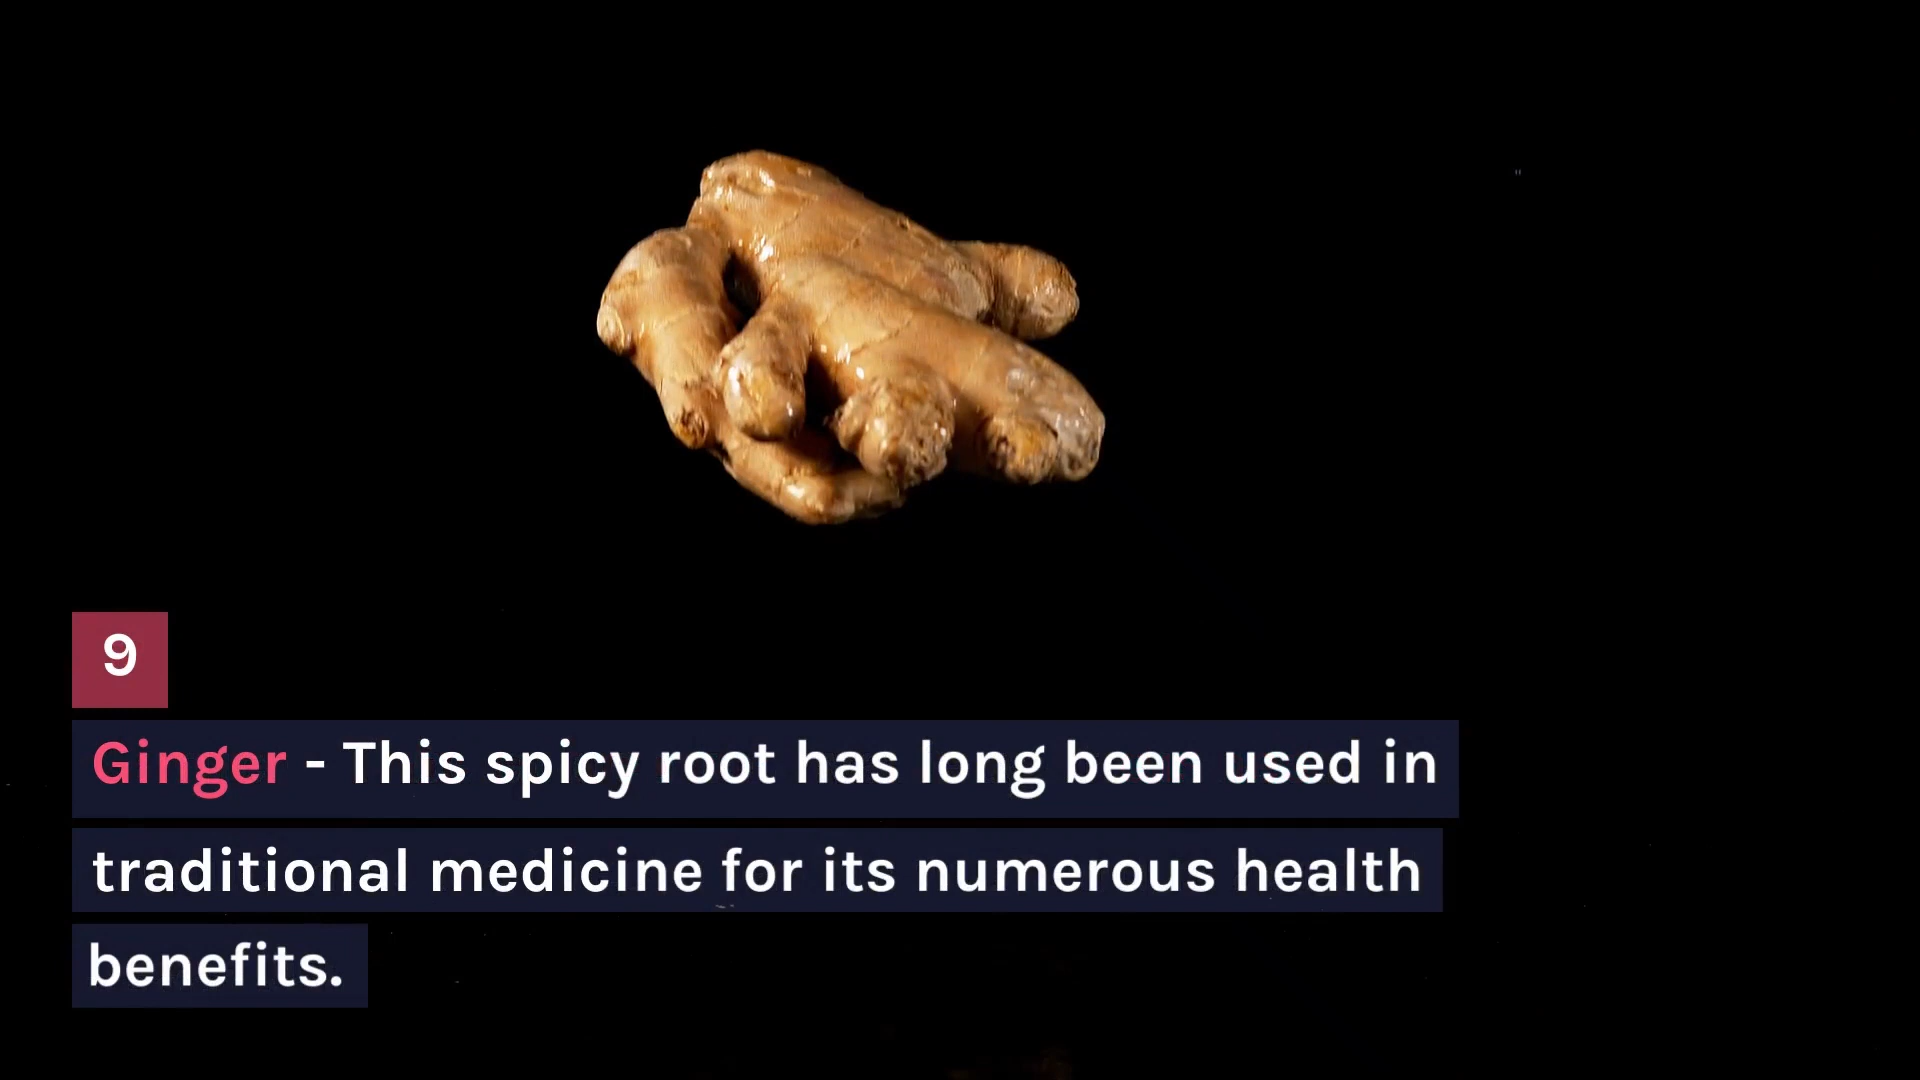 9
Ginger - This spicy root has long been used in
traditional medicine for its numerous health
benefits.